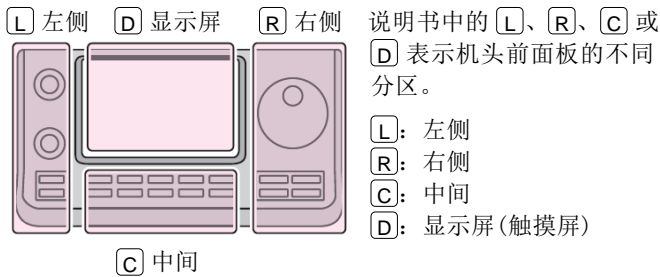 L 左侧 D 显示屏 R 右侧
C 中间
说明书中的 L、R、C 或
D 表示机头前面板的不同
分区。
L：左侧
R：右侧
C：中间
D：显示屏(触摸屏)